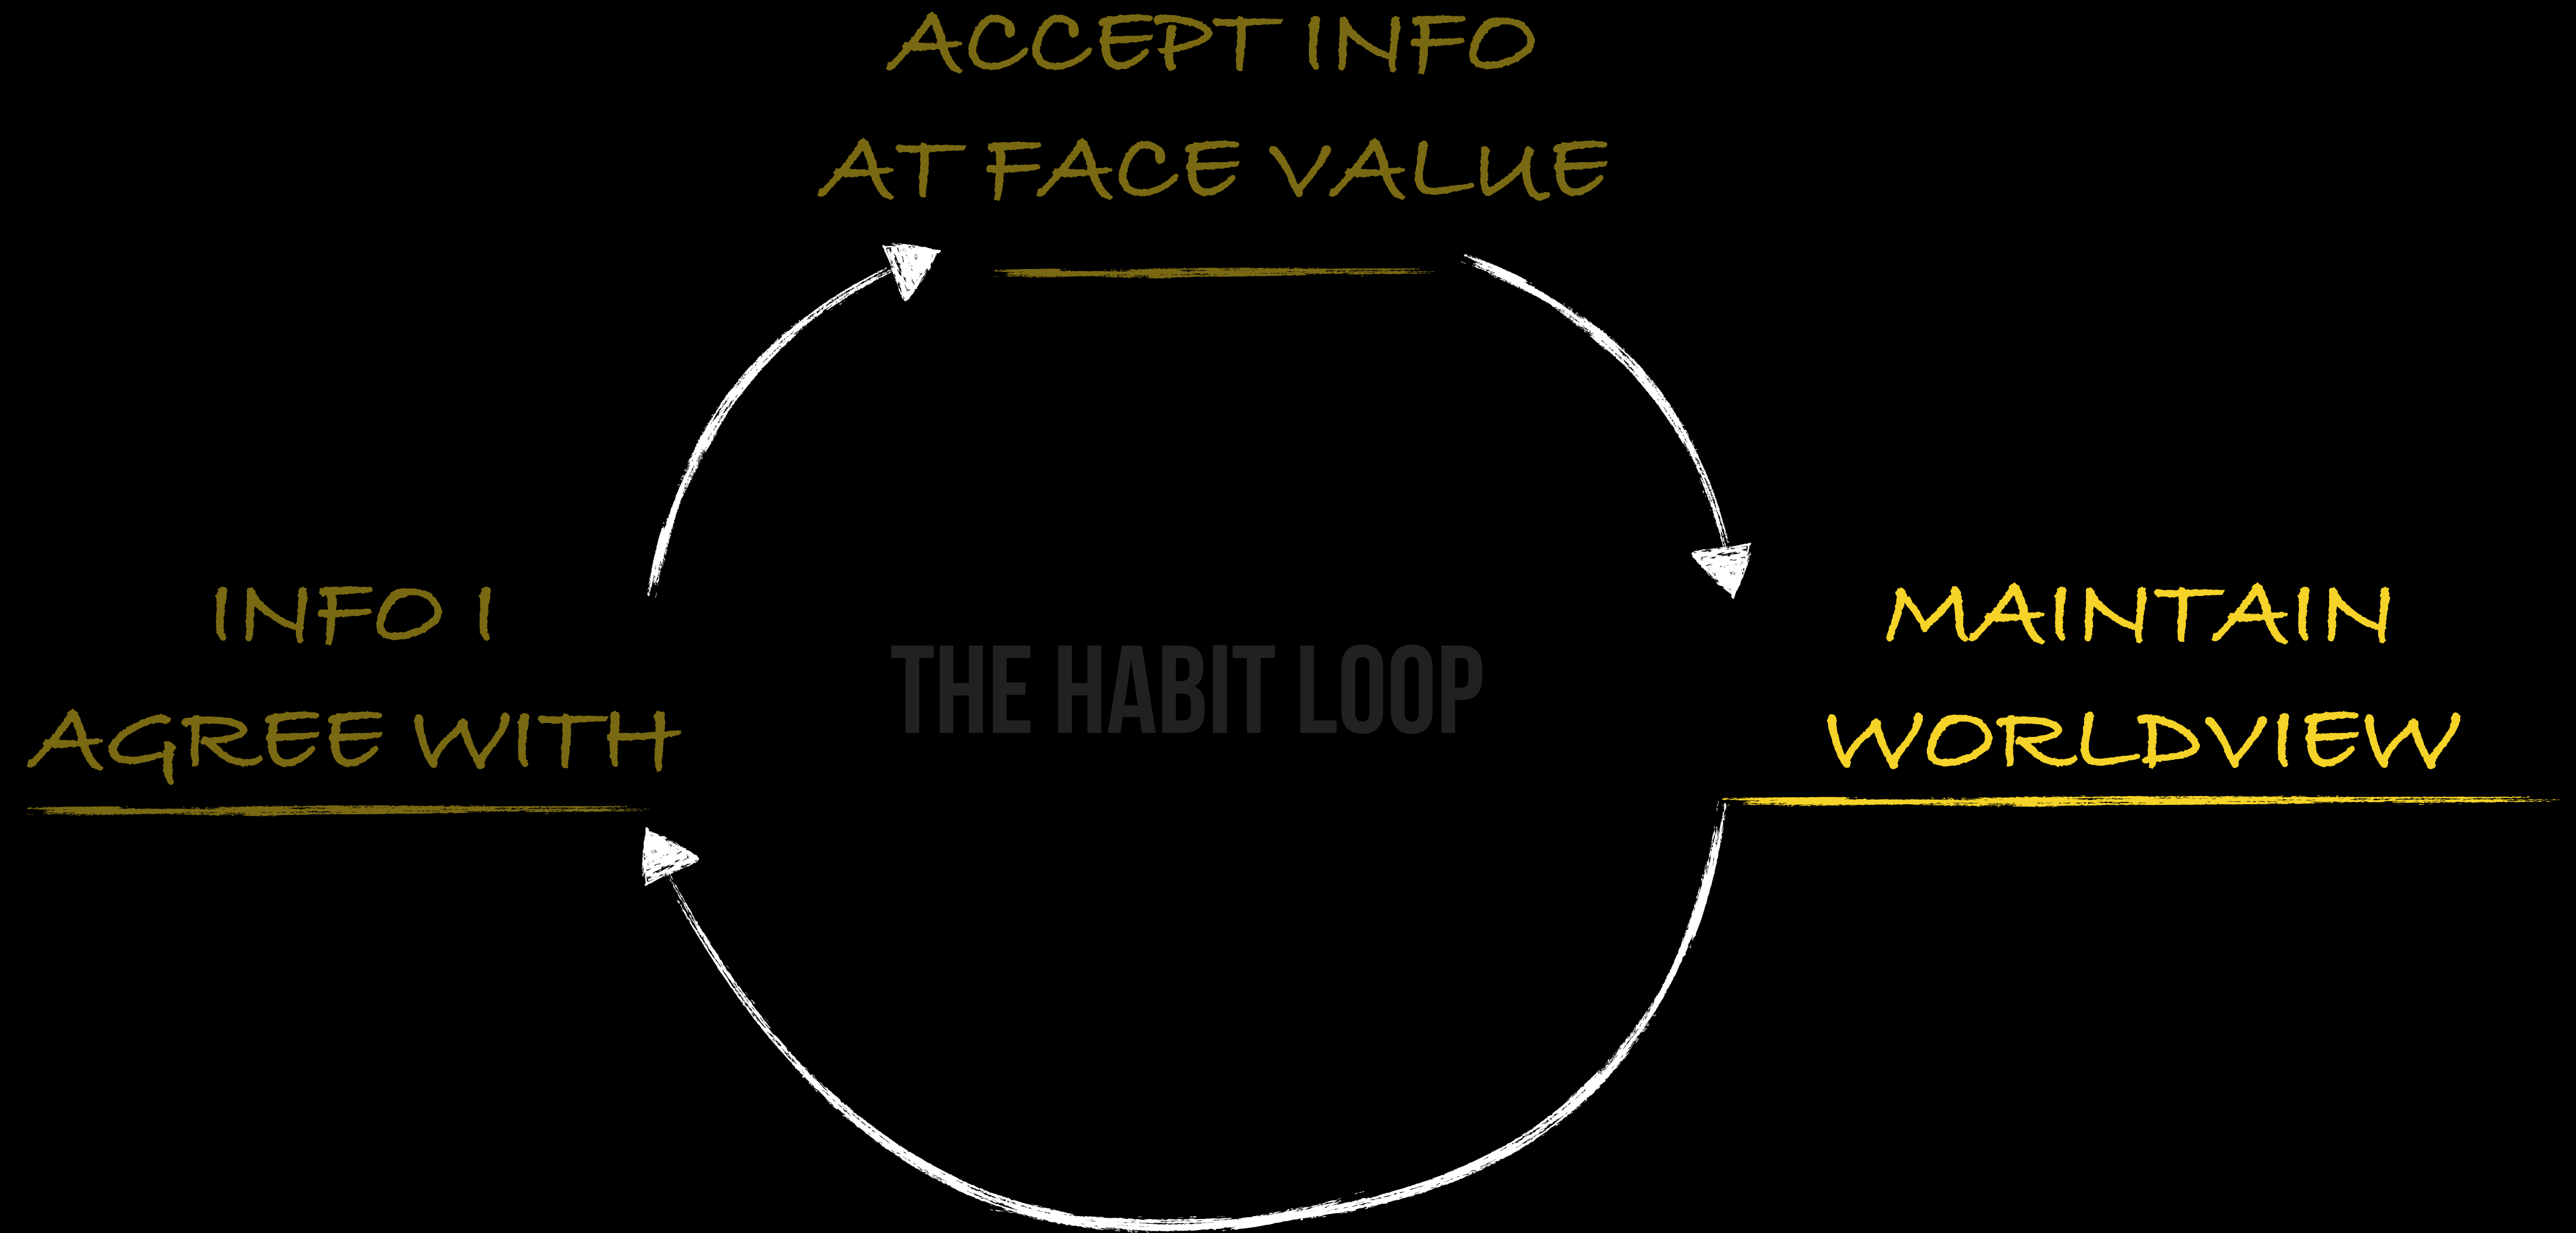 ACCEPT INFO
AT FACE VALUE
INFO I
AGREE WITH
THE HABIT LOOP
MAINTAIN
WORLDVIEW